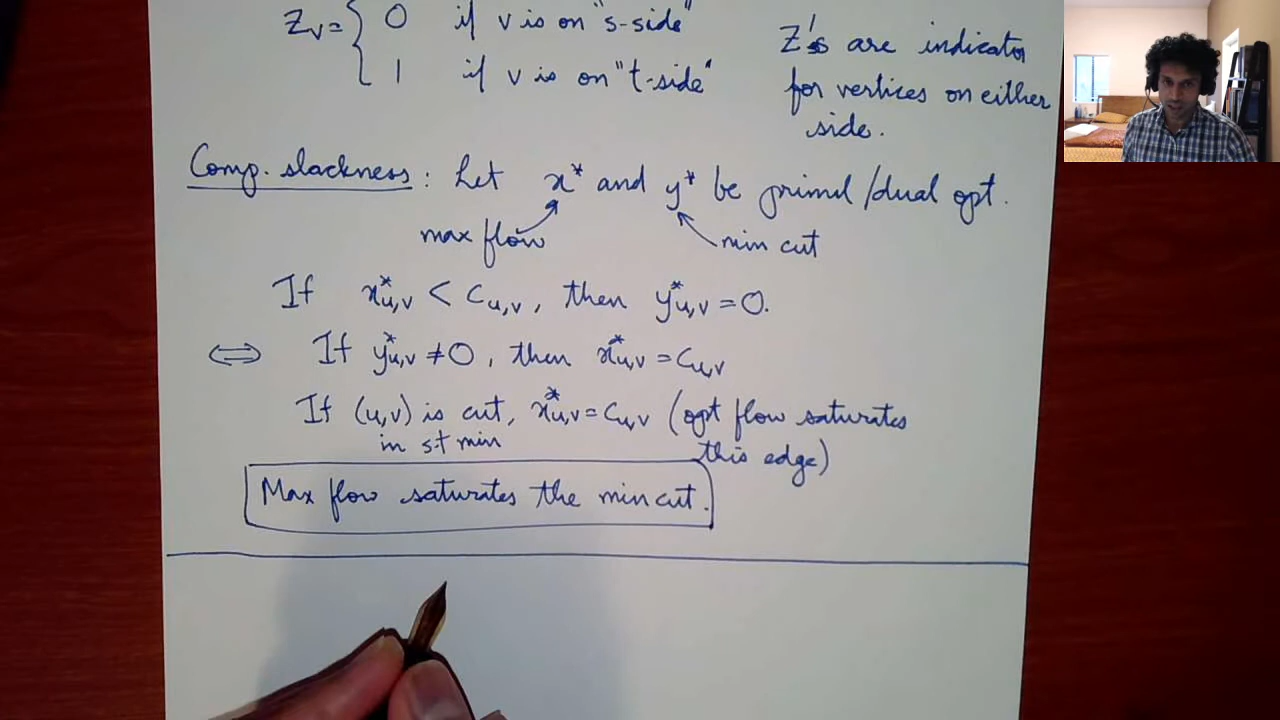 Zv = { 0 if v is on "s-side"
1 if v is on "t-side"
Z's are indicator
for vertices on either
side.
Comp. slackness: Let x* and y* be primal/dual opt.
max flow
min cut
If x*u,v < Cu,v, then y*u,v = 0.
⟺ If y*u,v ≠ 0, then x*u,v = Cu,v
If (u,v) is cut, x*u,v = Cu,v (opt flow saturates
in st min
this edge)
Max flow saturates the min cut.